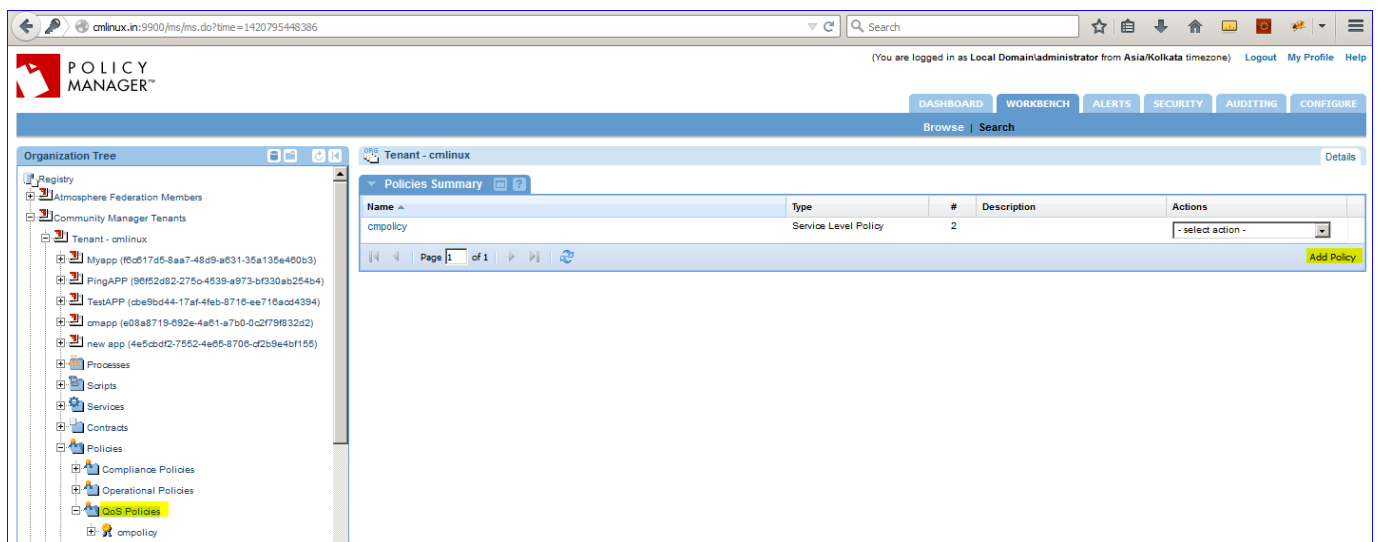 cmlinux.in:9900/ms/ms.do?time=1420795448386
Search
POLICY
MANAGER™
(You are logged in as Local Domain\administrator from Asia/Kolkata timezone) Logout My Profile Help
DASHBOARD WORKBENCH ALERTS SECURITY AUDITING CONFIGURE
Browse | Search
Organization Tree
Registry
Atmosphere Federation Members
Community Manager Tenants
Tenant - cmlinux
Myapp (f6c617d5-8aa7-48d9-a631-35a135e460b3)
PingAPP (96f52d82-275c-4539-a973-bf330ab254b4)
TestAPP (cbe9bd44-17af-4feb-8716-ee716acd4394)
cmapp (e08a8719-692e-4a61-a7b0-0c2f79f832d2)
new app (4e5cbdf2-7552-4e65-8706-cf2b9e4bf155)
Processes
Scripts
Services
Contracts
Policies
Compliance Policies
Operational Policies
QoS Policies
cmpolicy
ORG Tenant - cmlinux
Details
Policies Summary ?
Name Type # Description Actions
cmpolicy Service Level Policy 2 - select action -
Page 1 of 1 Add Policy